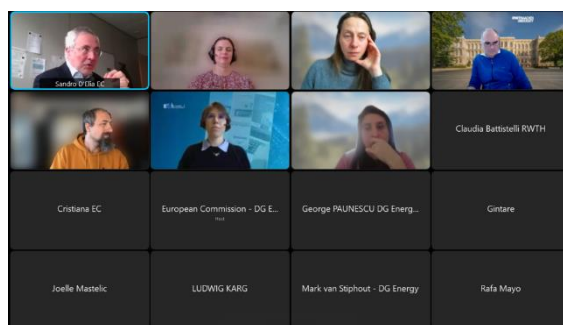 Sandro D'Elia EC
Claudia Battistelli RWTH
Cristiana EC
European Commission - DG E...
Host
George PAUNESCU DG Energ...
Gintare
Joelle Mastelic
LUDWIG KARG
Mark van Stiphout - DG Energy
Rafa Mayo